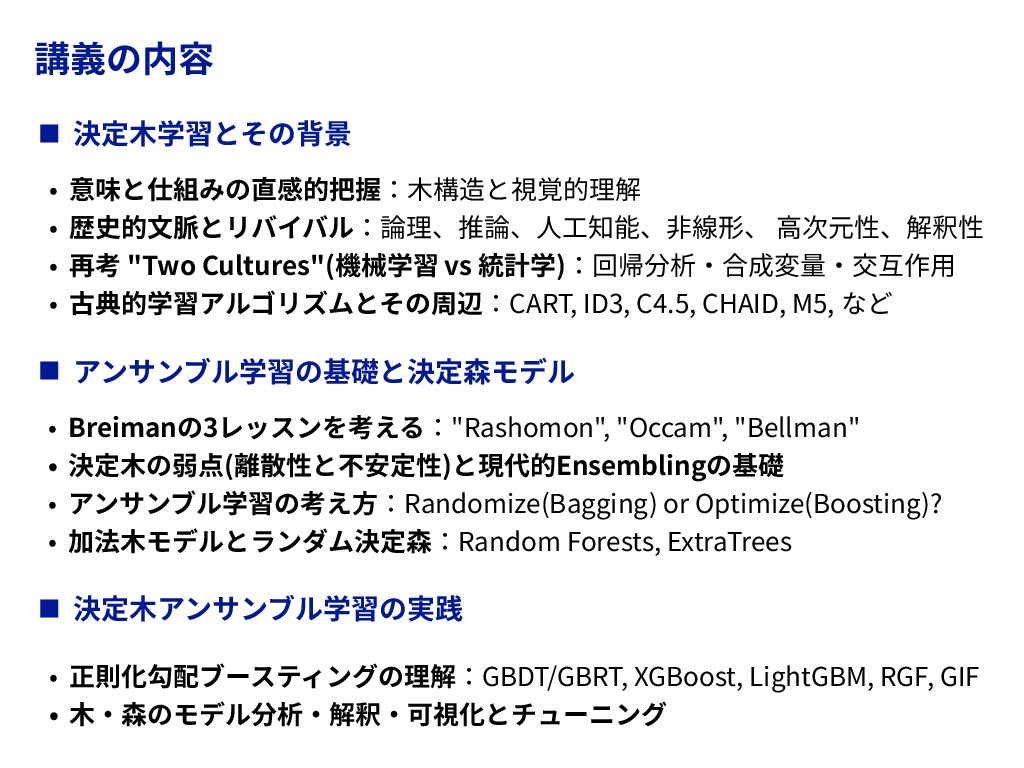 講義の内容
■ 決定木学習とその背景
• 意味と仕組みの直感的把握：木構造と視覚的理解
• 歴史的文脈とリバイバル：論理、推論、人工知能、非線形、 高次元性、解釈性
• 再考 "Two Cultures"(機械学習 vs 統計学)：回帰分析・合成変量・交互作用
• 古典的学習アルゴリズムとその周辺：CART, ID3, C4.5, CHAID, M5, など
■ アンサンブル学習の基礎と決定森モデル
• Breimanの3レッスンを考える："Rashomon", "Occam", "Bellman"
• 決定木の弱点(離散性と不安定性)と現代的Ensemblingの基礎
• アンサンブル学習の考え方：Randomize(Bagging) or Optimize(Boosting)?
• 加法木モデルとランダム決定森：Random Forests, ExtraTrees
■ 決定木アンサンブル学習の実践
• 正則化勾配ブースティングの理解：GBDT/GBRT, XGBoost, LightGBM, RGF, GIF
• 木・森のモデル分析・解釈・可視化とチューニング